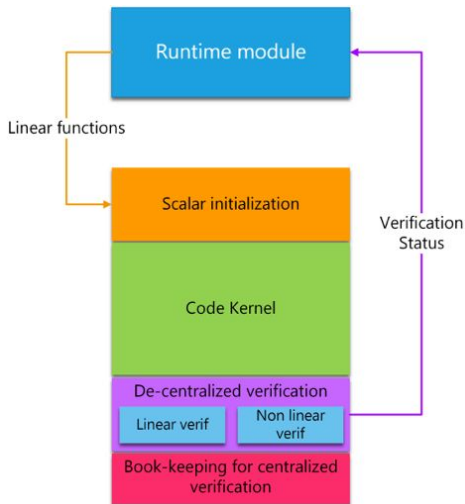 Runtime module
Linear functions
Scalar initialization
Verification
Status
Code Kernel
De-centralized verification
Linear verif
Non linear
verif
Book-keeping for centralized
verification